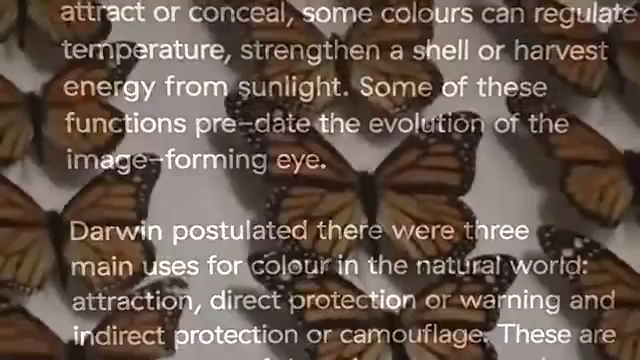 attract or conceal, some colours can regulate
temperature, strengthen a shell or harvest
energy from sunlight. Some of these
functions pre-date the evolution of the
image-forming eye.
Darwin postulated there were three
main uses for colour in the natural world:
attraction, direct protection or warning and
indirect protection or camouflage. These are